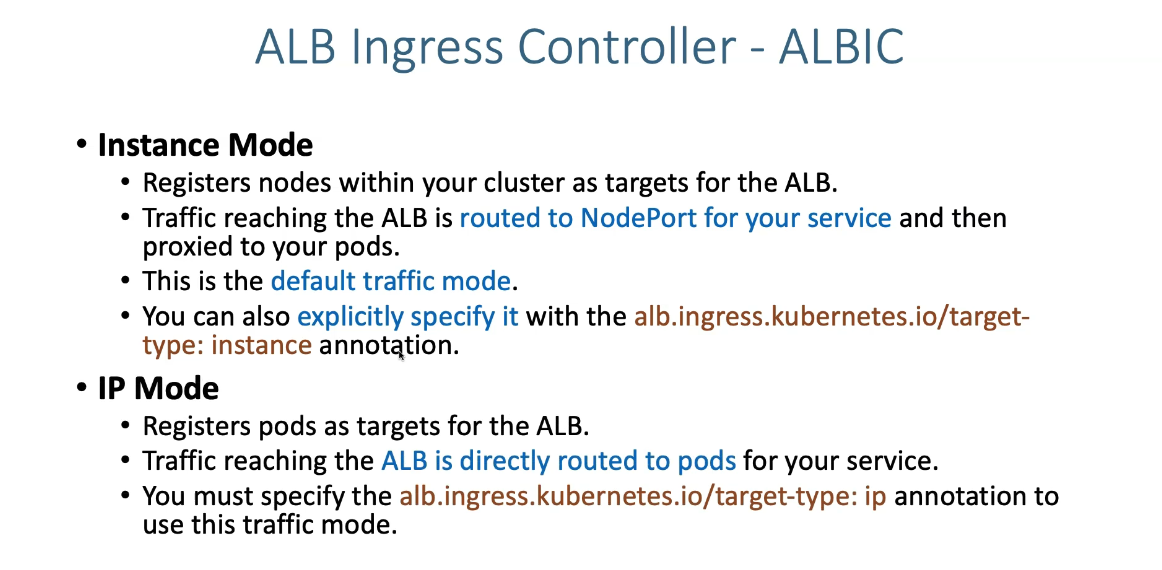 ALB Ingress Controller - ALBIC
• Instance Mode
• Registers nodes within your cluster as targets for the ALB.
• Traffic reaching the ALB is routed to NodePort for your service and then
proxied to your pods.
• This is the default traffic mode.
• You can also explicitly specify it with the alb.ingress.kubernetes.io/target-
type: instance annotation.
• IP Mode
• Registers pods as targets for the ALB.
• Traffic reaching the ALB is directly routed to pods for your service.
• You must specify the alb.ingress.kubernetes.io/target-type: ip annotation to
use this traffic mode.